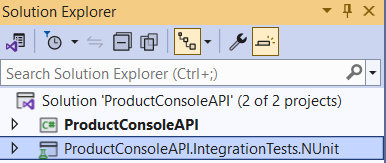 Solution Explorer
Search Solution Explorer (Ctrl+;)
Solution 'ProductConsoleAPI' (2 of 2 projects)
C# ProductConsoleAPI
ProductConsoleAPI.IntegrationTests.NUnit